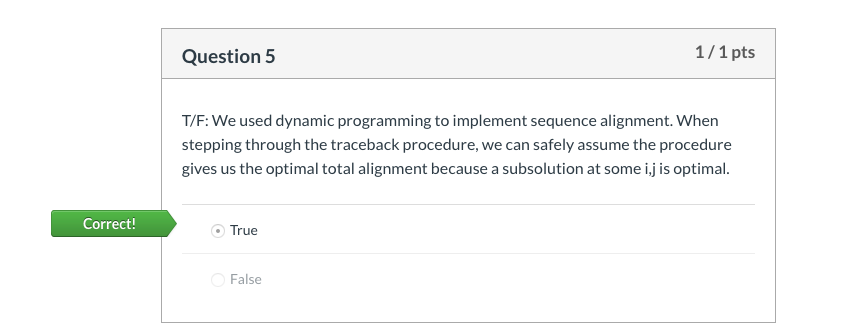 Question 5
1 / 1 pts
T/F: We used dynamic programming to implement sequence alignment. When
stepping through the traceback procedure, we can safely assume the procedure
gives us the optimal total alignment because a subsolution at some i,j is optimal.
Correct!
True
False